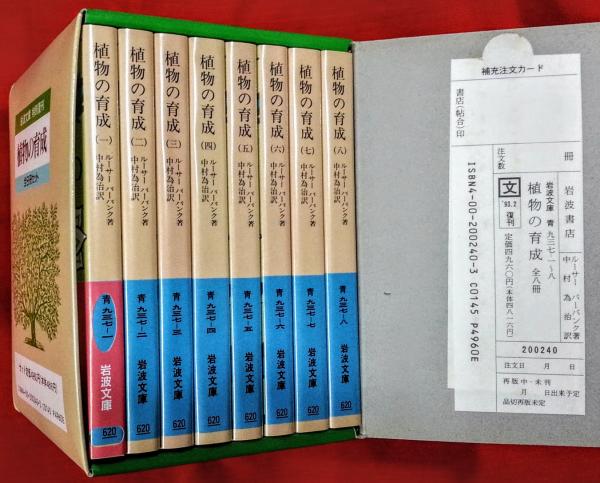 植物の育成
全8冊セット
植物の育成（一） ルーサー バーバンク著 中村為治訳
青 九三七-一
岩波文庫
620
植物の育成（二） ルーサー バーバンク著 中村為治訳
青 九三七-二
岩波文庫
620
植物の育成（三） ルーサー バーバンク著 中村為治訳
青 九三七-三
岩波文庫
620
植物の育成（四） ルーサー バーバンク著 中村為治訳
青 九三七-四
岩波文庫
620
植物の育成（五） ルーサー バーバンク著 中村為治訳
青 九三七-五
岩波文庫
620
植物の育成（六） ルーサー バーバンク著 中村為治訳
青 九三七-六
岩波文庫
620
植物の育成（七） ルーサー バーバンク著 中村為治訳
青 九三七-七
岩波文庫
620
植物の育成（八） ルーサー バーバンク著 中村為治訳
青 九三七-八
岩波文庫
620
補充注文カード
書店（帖合）印
冊
注文数
岩波書店
ルーサー バーバンク著
中村為治訳
岩波文庫 青 九三七-一〜八
植物の育成 全八冊
文
'93.2
復刊
定価四九六〇円（本体四八一六円）
200240
注文日 月 日
再版中・未刊
月 日出来予定
品切再版未定
ISBN4-00-200240-3 C0145 P4960E